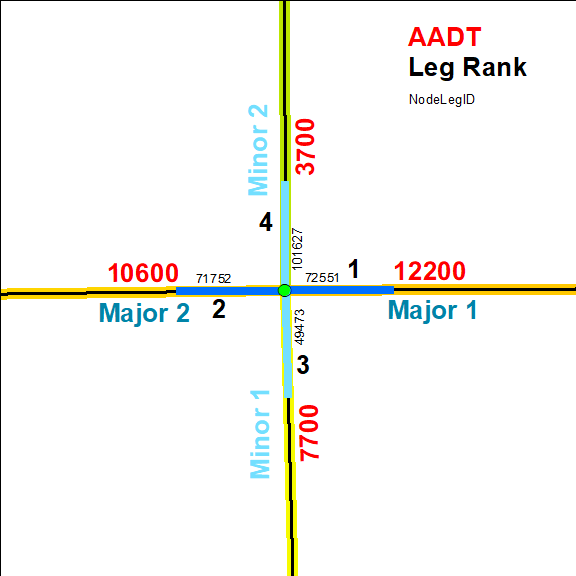 AADT
Leg Rank
NodeLegID
Minor 2
3700
4
101627
10600
71752
72551
1
12200
Major 2
2
Major 1
49473
3
Minor 1
7700